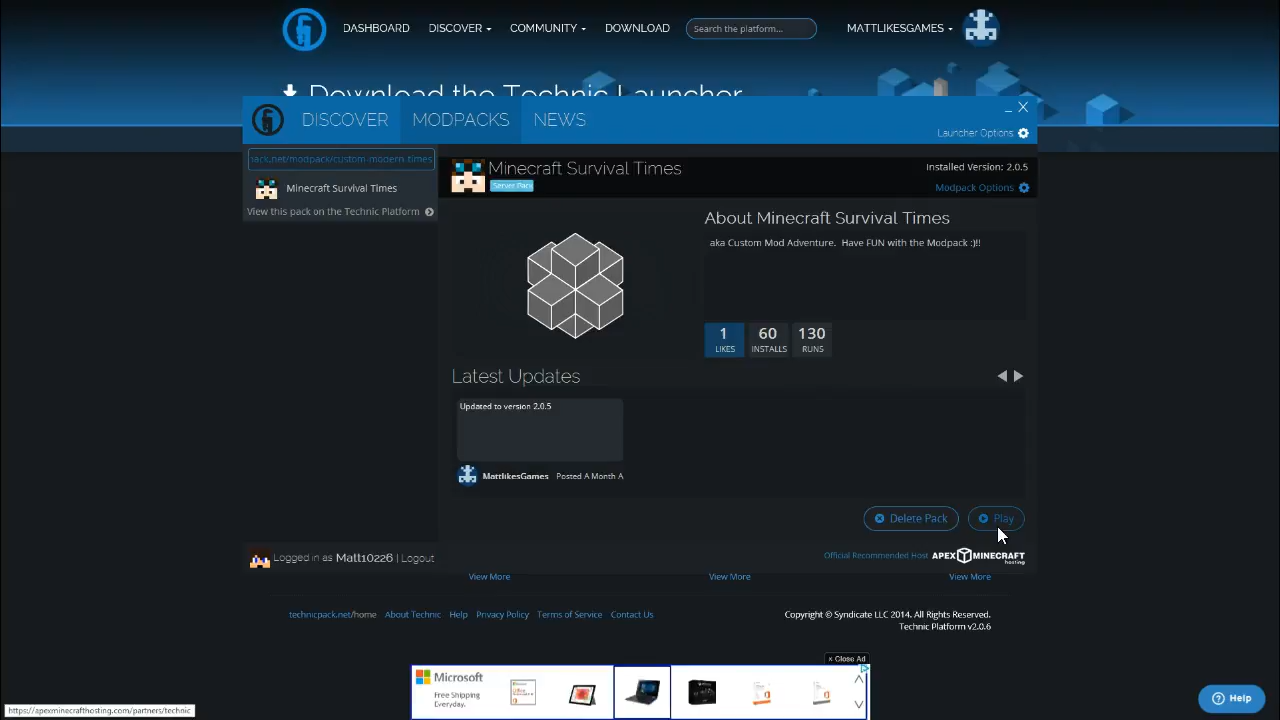 DASHBOARD DISCOVER COMMUNITY DOWNLOAD Search the platform... MATTLIKESGAMES
Download the Technic Launcher
DISCOVER MODPACKS NEWS
Launcher Options
ack.net/modpack/custom-modern-times
Minecraft Survival Times
View this pack on the Technic Platform
Minecraft Survival Times
Server Pack
Installed Version: 2.0.5
Modpack Options
About Minecraft Survival Times
aka Custom Mod Adventure. Have FUN with the Modpack :)!!
1 60 130
LIKES INSTALLS RUNS
Latest Updates
Updated to version 2.0.5
MattlikesGames Posted A Month A
Delete Pack Play
Logged in as Matt10226 | Logout
Official Recommended Host APEX MINECRAFT hosting
View More View More View More
technicpack.net/home About Technic Help Privacy Policy Terms of Service Contact Us
Copyright © Syndicate LLC 2014. All Rights Reserved.
Technic Platform v2.0.6
× Close Ad
Microsoft
Free Shipping
Everyday.
https://apexminecrafthosting.com/partners/technic
Help